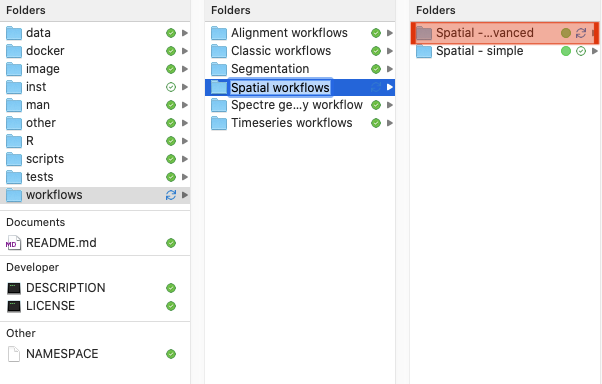 Folders
data
docker
image
inst
man
other
R
scripts
tests
workflows
Documents
README.md
Developer
DESCRIPTION
LICENSE
Other
NAMESPACE
Folders
Alignment workflows
Classic workflows
Segmentation
Spatial workflows
Spectre ge...y workflow
Timeseries workflows
Folders
Spatial -...vanced
Spatial - simple